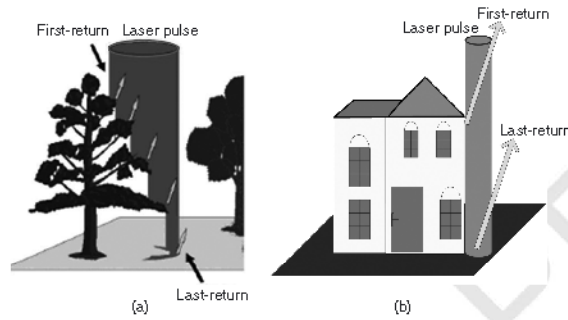 First-return
Laser pulse
Last-return
(a)
First-return
Laser pulse
Last-return
(b)